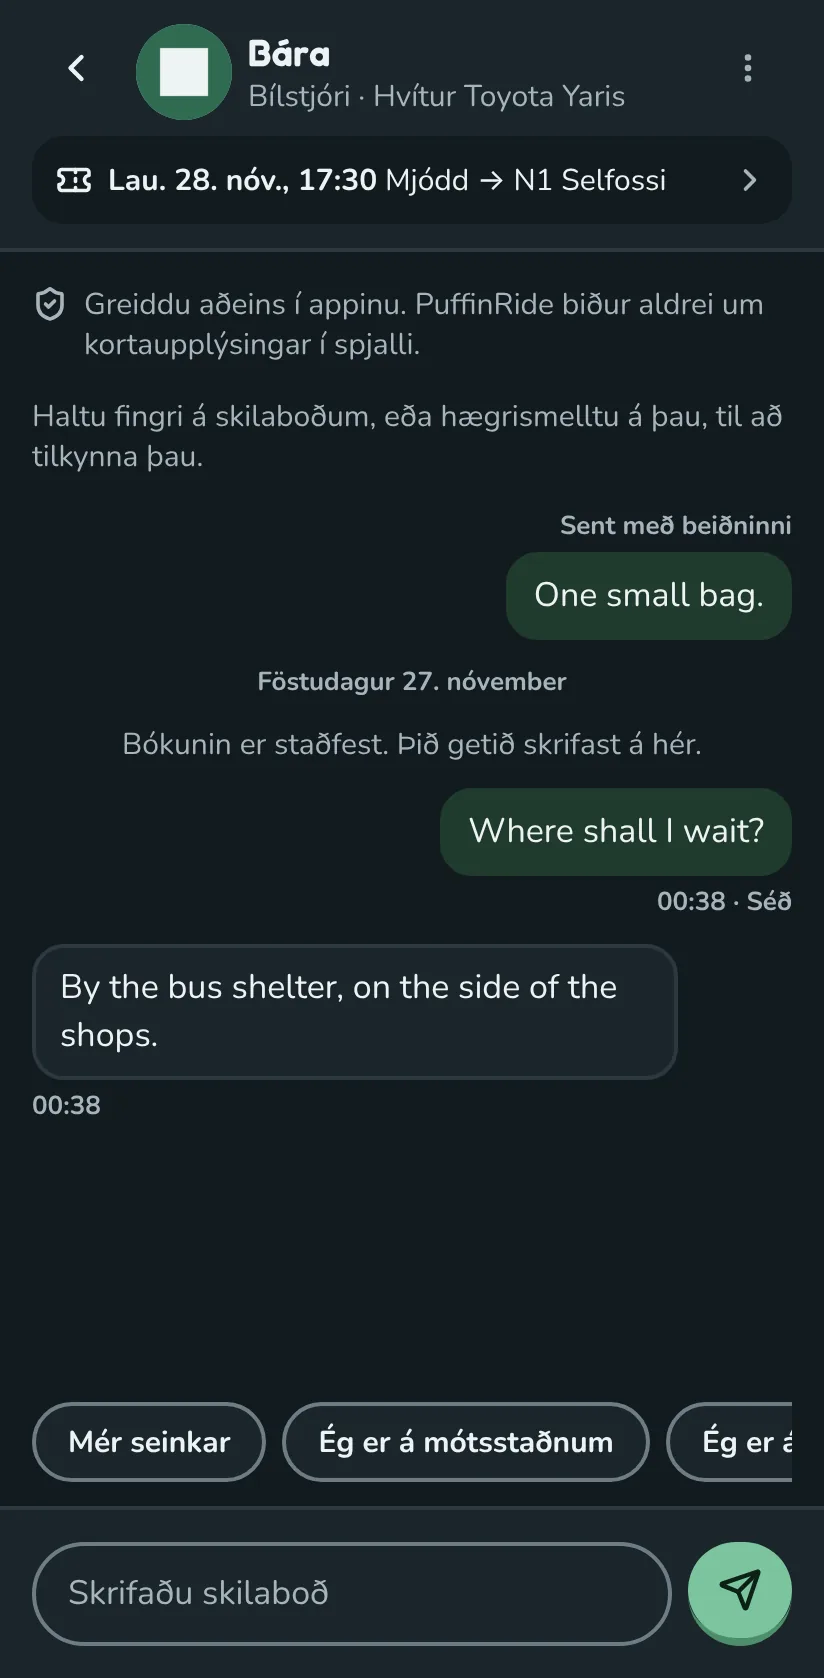 Bára
Bílstjóri · Hvítur Toyota Yaris
Lau. 28. nóv., 17:30 Mjódd → N1 Selfossi
Greiddu aðeins í appinu. PuffinRide biður aldrei um
kortaupplýsingar í spjalli.
Haltu fingri á skilaboðum, eða hægrismelltu á þau, til að
tilkynna þau.
Sent með beiðninni
One small bag.
Föstudagur 27. nóvember
Bókunin er staðfest. Þið getið skrifast á hér.
Where shall I wait?
00:38 · Séð
By the bus shelter, on the side of the
shops.
00:38
Mér seinkar
Ég er á mótsstaðnum
Ég er á
Skrifaðu skilaboð